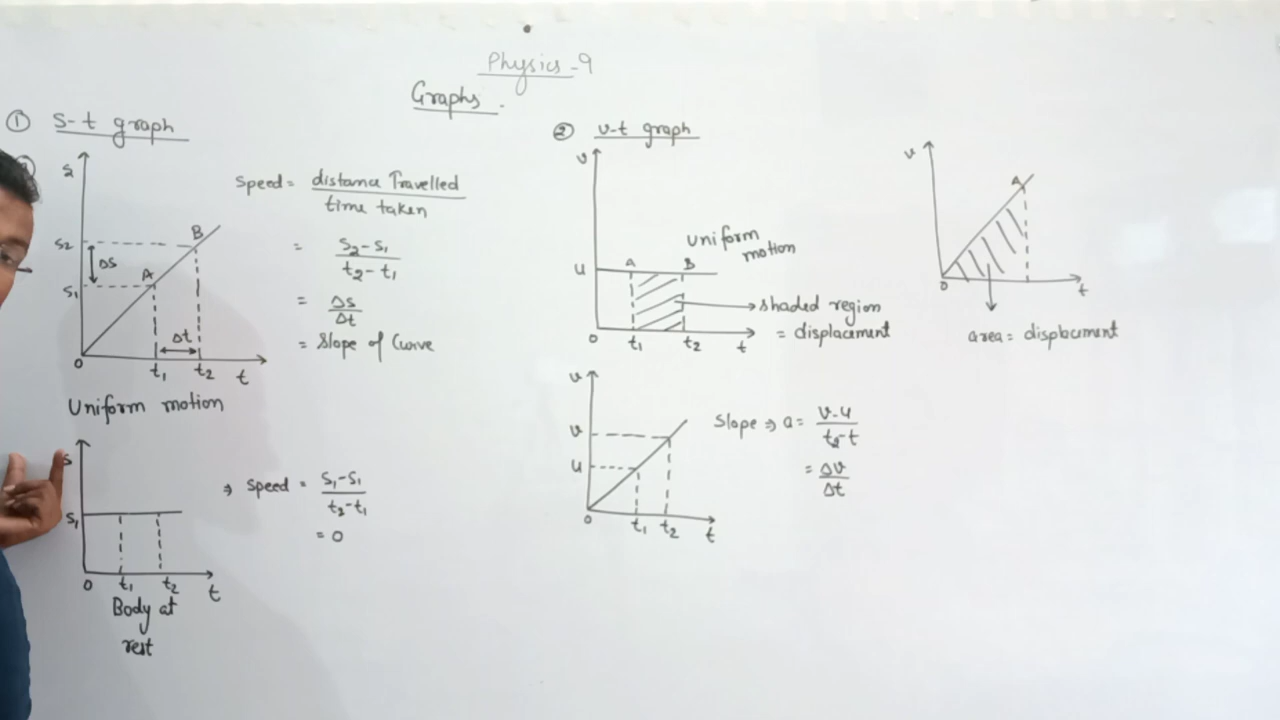 Physics-9
Graphs.
① s-t graph
s
s2
Δs
s1
A
B
Δt
0
t1
t2
t
Uniform motion
Speed = distance Travelled / time taken
= s2-s1 / t2-t1
= Δs / Δt
= Slope of Curve
s
s1
0
t1
t2
t
Body at
rest
⇒ Speed = s1-s1 / t2-t1
= 0
② v-t graph
v
u
A
B
Uniform
motion
shaded region
= displacement
0
t1
t2
t
v
v
u
0
t1
t2
t
Slope ⇒ a = v-u / t2-t
= Δv / Δt
v
A
0
t
area = displacement